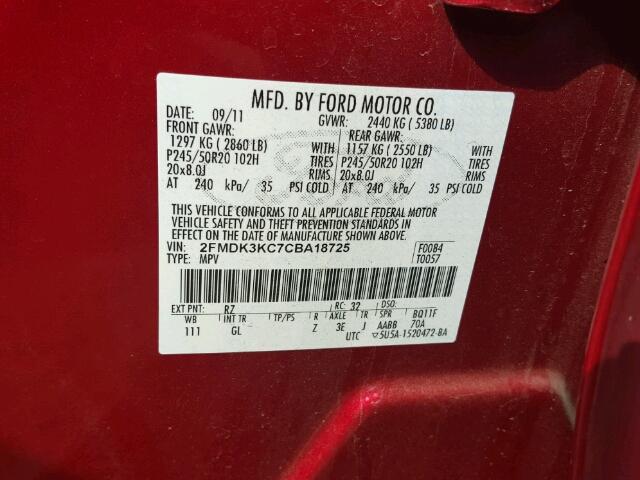 MFD. BY FORD MOTOR CO.
DATE: 09/11 GVWR: 2440 KG ( 5380 LB)
FRONT GAWR: REAR GAWR:
1297 KG ( 2860 LB) WITH 1157 KG ( 2550 LB) WITH
P245/50R20 102H TIRES P245/50R20 102H TIRES
20x8.0J RIMS 20x8.0J RIMS
AT 240 kPa/ 35 PSI COLD AT 240 kPa/ 35 PSI COLD
THIS VEHICLE CONFORMS TO ALL APPLICABLE FEDERAL MOTOR
VEHICLE SAFETY AND THEFT PREVENTION STANDARDS IN EFFECT ON
THE DATE OF MANUFACTURE SHOWN ABOVE.
VIN: 2FMDK3KC7CBA18725 F0084
TYPE: MPV T0057
EXT PNT: RZ RC: 32 DSO:
WB INT TR TP/PS R AXLE TR SPR BQ11F
111 GL Z 3E J AABB 70A
UTC 5U5A-1520472-BA